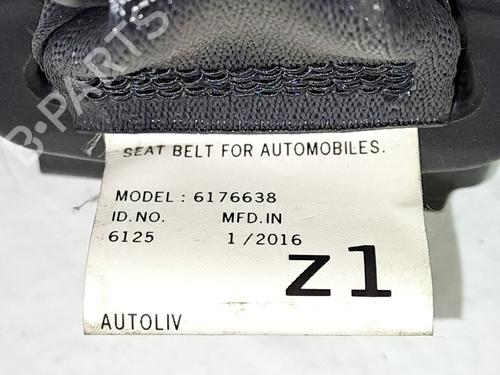 B-PARTS
SEAT BELT FOR AUTOMOBILES.
MODEL : 6176638
ID.NO. MFD.IN
6125 1 / 2016
z1
AUTOLIV